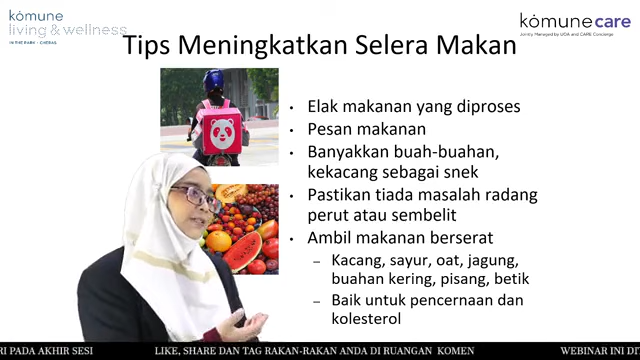 kömune
living & wellness
IN THE PARK - CHERAS
kömunecare
Jointly Managed by UDA and CARE Concierge
Tips Meningkatkan Selera Makan
• Elak makanan yang diproses
• Pesan makanan
• Banyakkan buah-buahan,
kekacang sebagai snek
• Pastikan tiada masalah radang
perut atau sembelit
• Ambil makanan berserat
– Kacang, sayur, oat, jagung,
buahan kering, pisang, betik
– Baik untuk pencernaan dan
kolesterol
RI PADA AKHIR SESI LIKE, SHARE DAN TAG RAKAN-RAKAN ANDA DI RUANGAN KOMEN WEBINAR INI DI